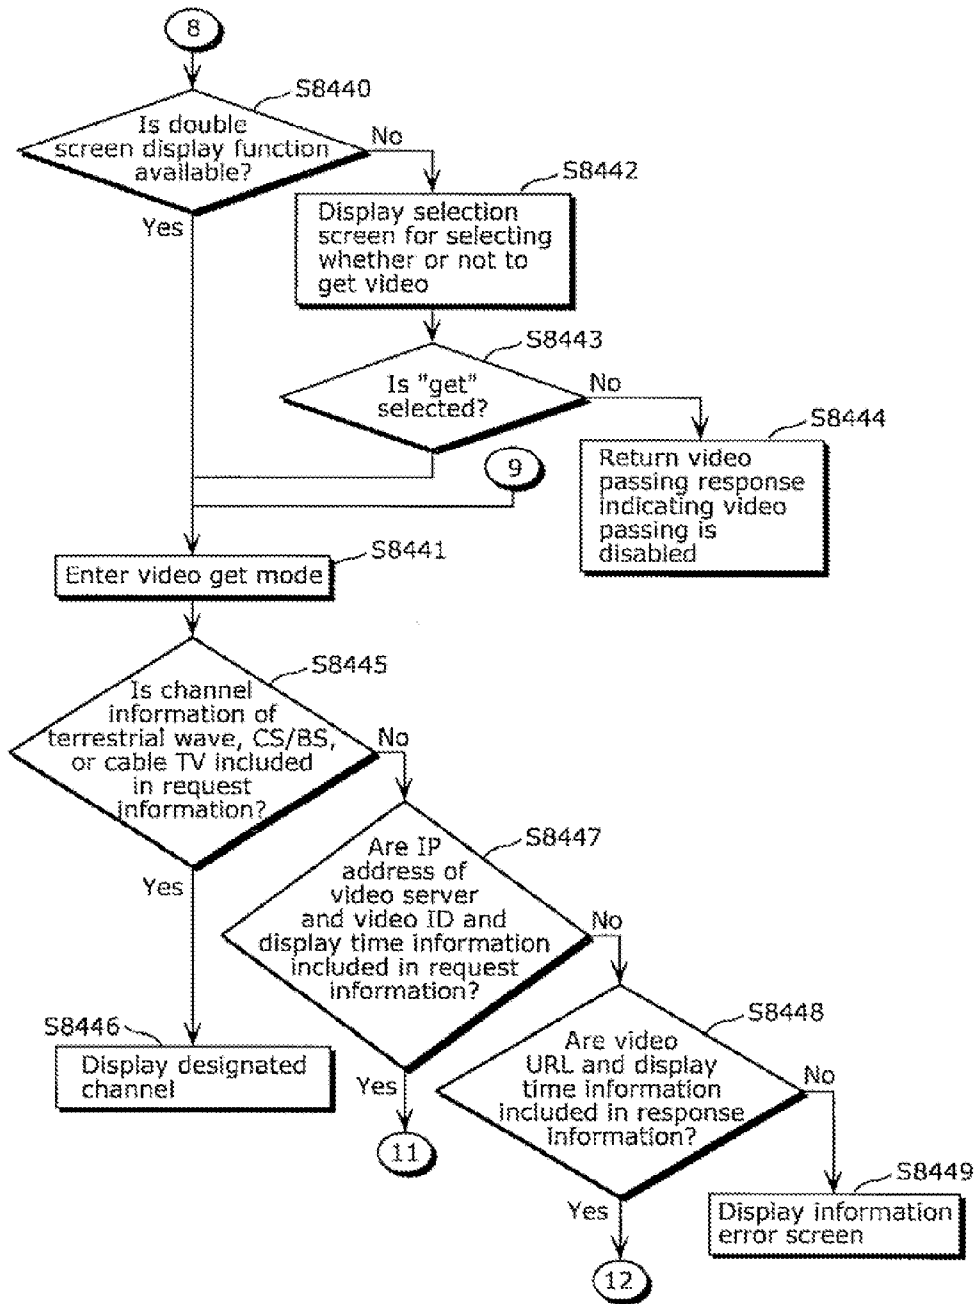 8
S8440
Is double
screen display function
available?
No
Yes
S8442
Display selection
screen for selecting
whether or not to
get video
S8443
Is "get"
selected?
No
S8444
Return video
passing response
indicating video
passing is
disabled
9
S8441
Enter video get mode
S8445
Is channel
information of
terrestrial wave, CS/BS,
or cable TV included
in request
information?
No
Yes
S8447
Are IP
address of
video server
and video ID and
display time information
included in request
information?
No
Yes
S8446
Display designated
channel
11
S8448
Are video
URL and display
time information
included in response
information?
No
Yes
S8449
Display information
error screen
12